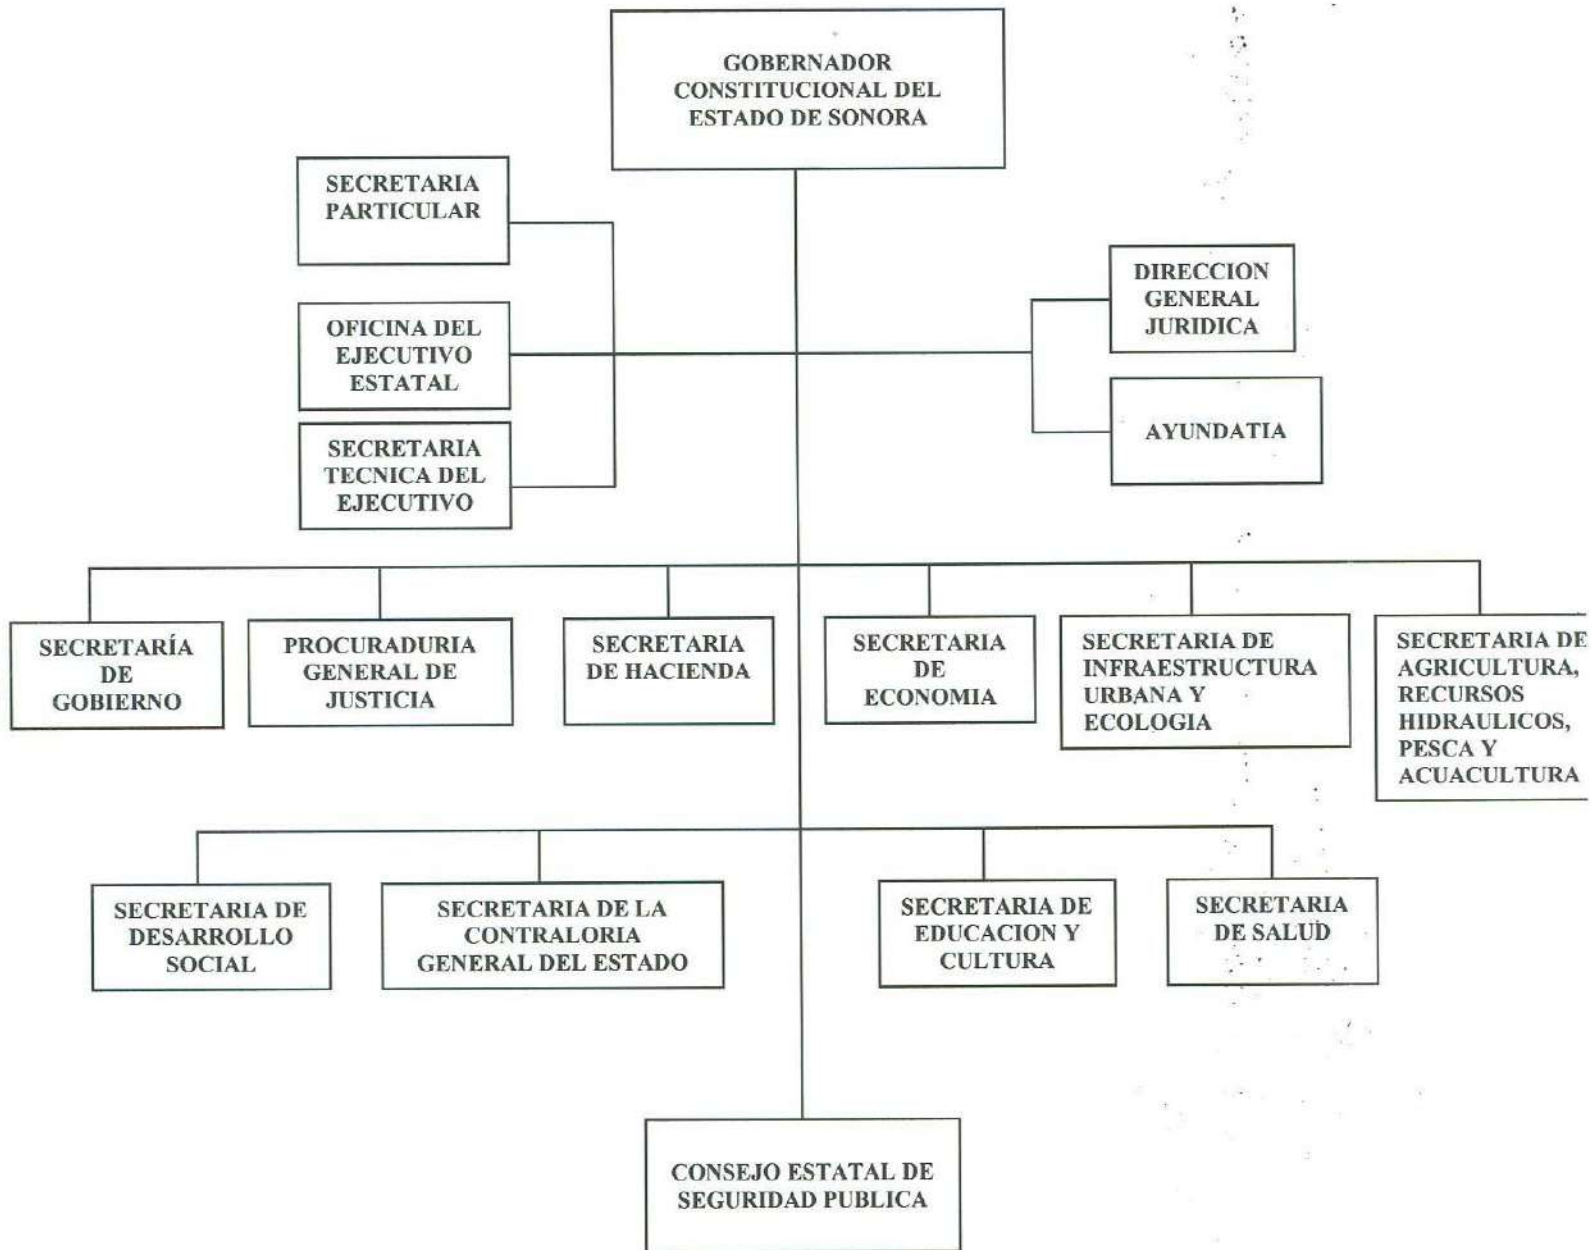 GOBERNADOR
CONSTITUCIONAL DEL
ESTADO DE SONORA
SECRETARIA
PARTICULAR
OFICINA DEL
EJECUTIVO
ESTATAL
SECRETARIA
TECNICA DEL
EJECUTIVO
DIRECCION
GENERAL
JURIDICA
AYUNDATIA
SECRETARÍA
DE
GOBIERNO
PROCURADURIA
GENERAL DE
JUSTICIA
SECRETARIA
DE HACIENDA
SECRETARIA
DE
ECONOMIA
SECRETARIA DE
INFRAESTRUCTURA
URBANA Y
ECOLOGIA
SECRETARIA DE
AGRICULTURA,
RECURSOS
HIDRAULICOS,
PESCA Y
ACUACULTURA
SECRETARIA DE
DESARROLLO
SOCIAL
SECRETARIA DE LA
CONTRALORIA
GENERAL DEL ESTADO
SECRETARIA DE
EDUCACION Y
CULTURA
SECRETARIA
DE SALUD
CONSEJO ESTATAL DE
SEGURIDAD PUBLICA